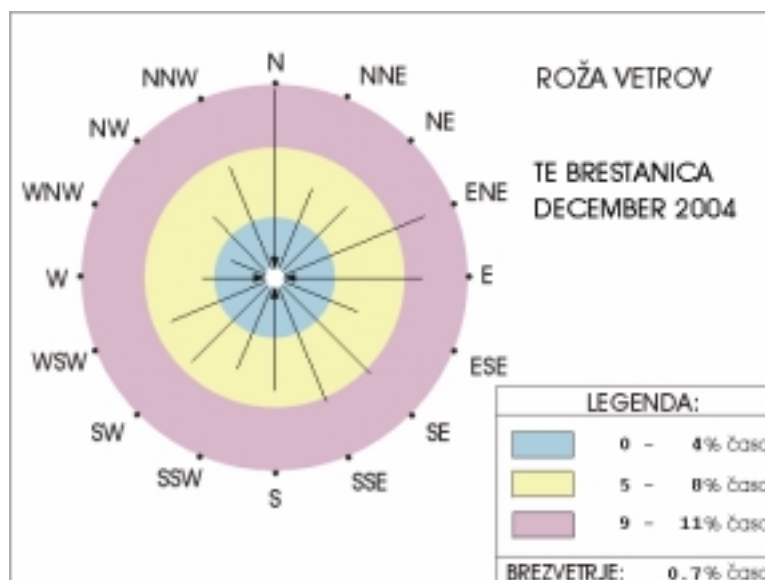 ROŽA VETROV
TE BRESTANICA
DECEMBER 2004
N
NNE
NE
ENE
E
ESE
SE
SSE
S
SSW
SW
WSW
W
WNW
NW
NNW
LEGENDA:
0 - 4% časa
5 - 8% časa
9 - 11% časa
BREZVETRJE: 0.7% časa